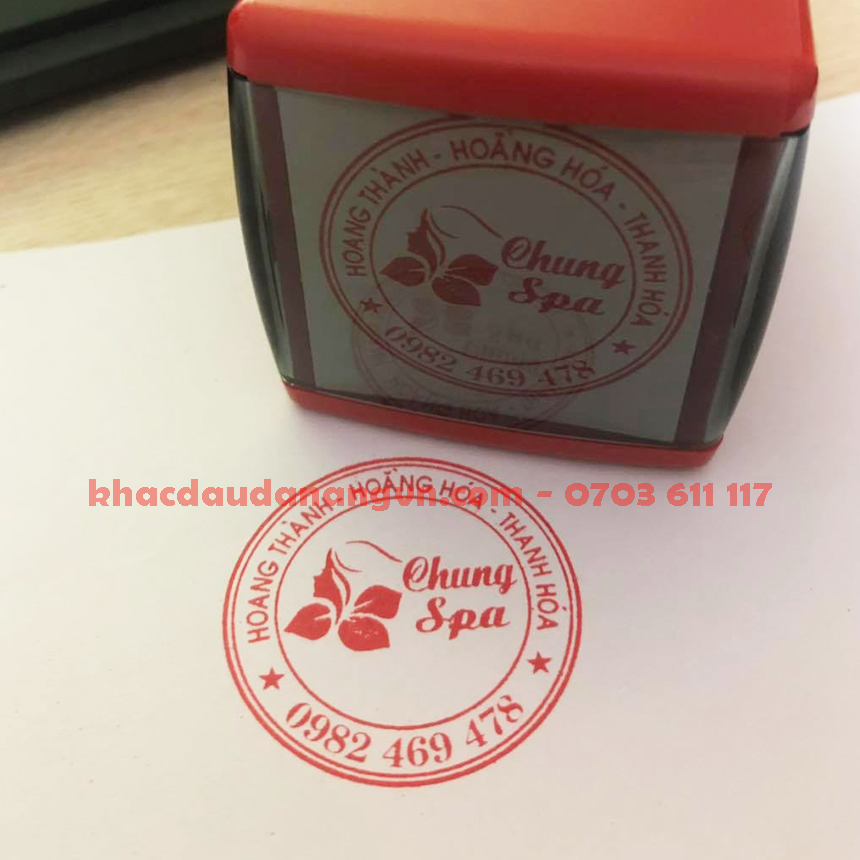 HOANG THÀNH - HOẰNG HÓA - THANH HÓA
Chung
Spa
0982 469 478
khacdaudanangvn.com - 0703 611 117
HOANG THÀNH - HOẰNG HÓA - THANH HÓA
Chung
Spa
0982 469 478